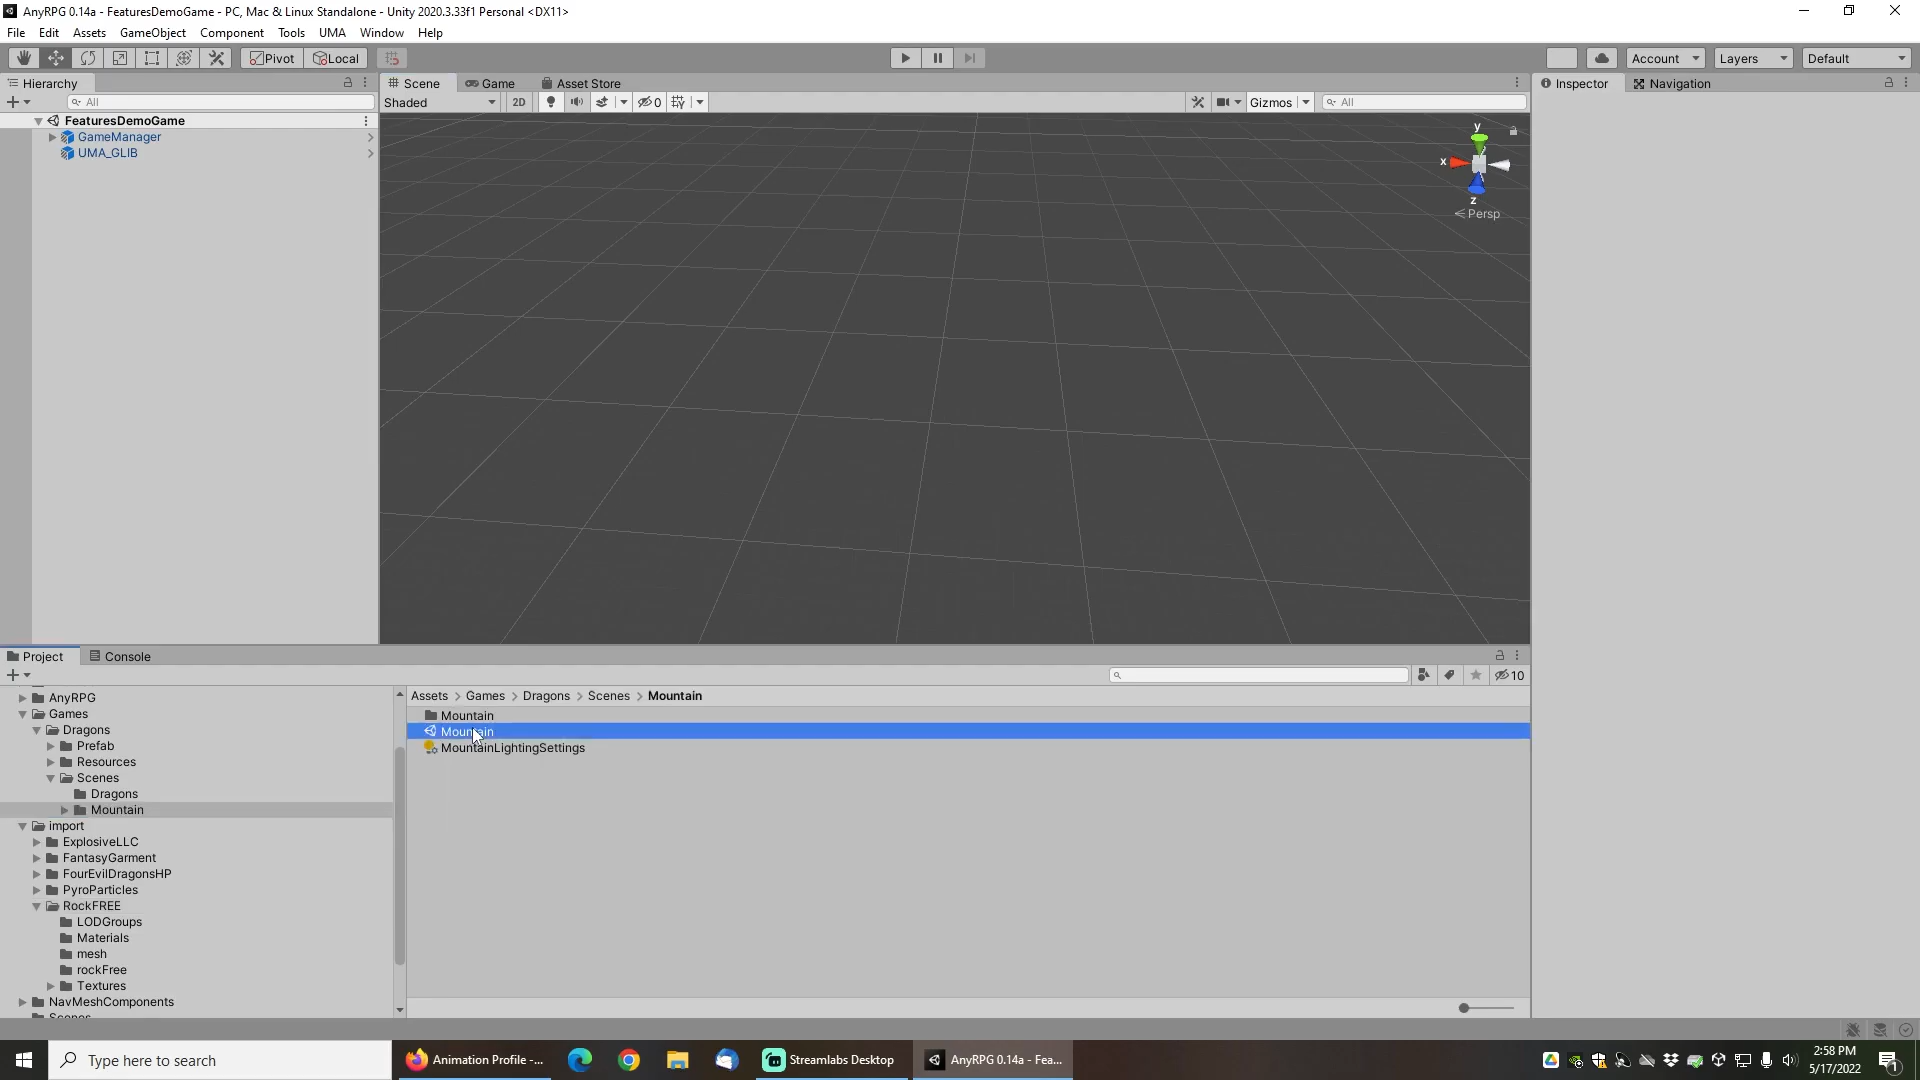 AnyRPG 0.14a - FeaturesDemoGame - PC, Mac & Linux Standalone - Unity 2020.3.33f1 Personal <DX11>
File Edit Assets GameObject Component Tools UMA Window Help
Pivot Local Account Layers Default
Hierarchy Scene Game Asset Store Inspector Navigation
All Shaded 2D 0 Gizmos All
FeaturesDemoGame
GameManager
UMA_GLIB
y
x
z
Persp
Project Console
10
Assets > Games > Dragons > Scenes > Mountain
AnyRPG
Games
Dragons
Prefab
Resources
Scenes
Dragons
Mountain
import
ExplosiveLLC
FantasyGarment
FourEvilDragonsHP
PyroParticles
RockFREE
LODGroups
Materials
mesh
rockFree
Textures
NavMeshComponents
Scenes
Mountain
Mountain
MountainLightingSettings
Type here to search
Animation Profile -...
Streamlabs Desktop
AnyRPG 0.14a - Fea...
2:58 PM
5/17/2022
1